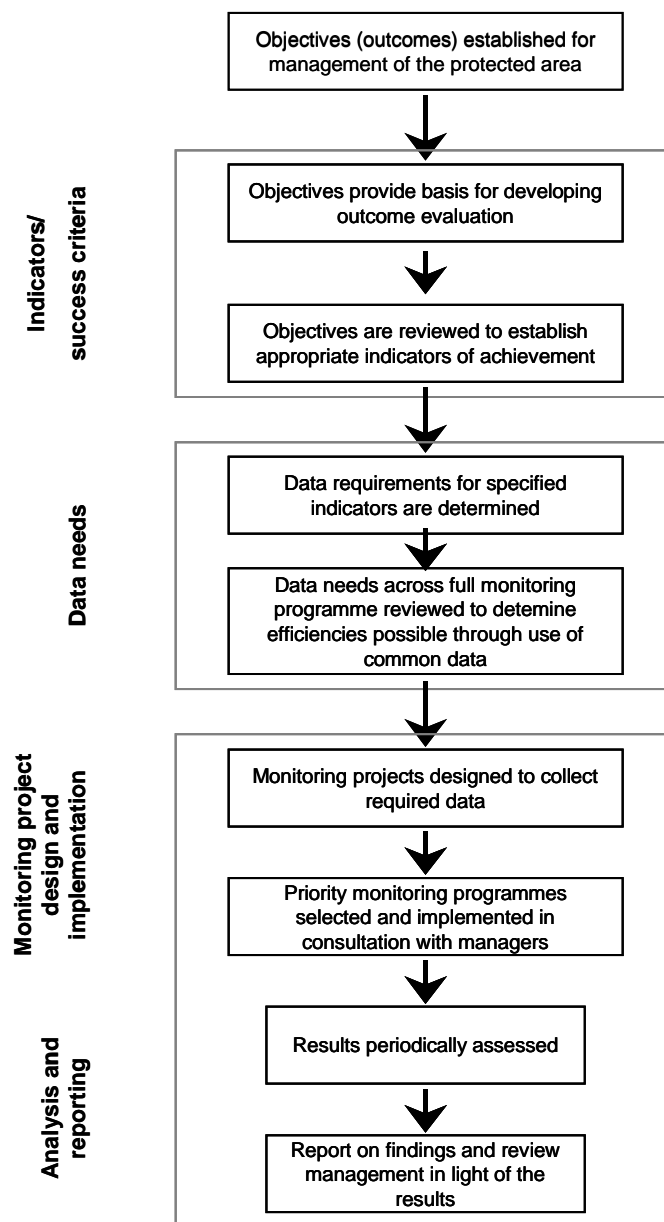 Objectives (outcomes) established for
management of the protected area
Indicators/
success criteria
Objectives provide basis for developing
outcome evaluation
Objectives are reviewed to establish
appropriate indicators of achievement
Data needs
Data requirements for specified
indicators are determined
Data needs across full monitoring
programme reviewed to detemine
efficiencies possible through use of
common data
Monitoring project
design and
implementation
Monitoring projects designed to collect
required data
Priority monitoring programmes
selected and implemented in
consultation with managers
Analysis and
reporting
Results periodically assessed
Report on findings and review
management in light of the
results